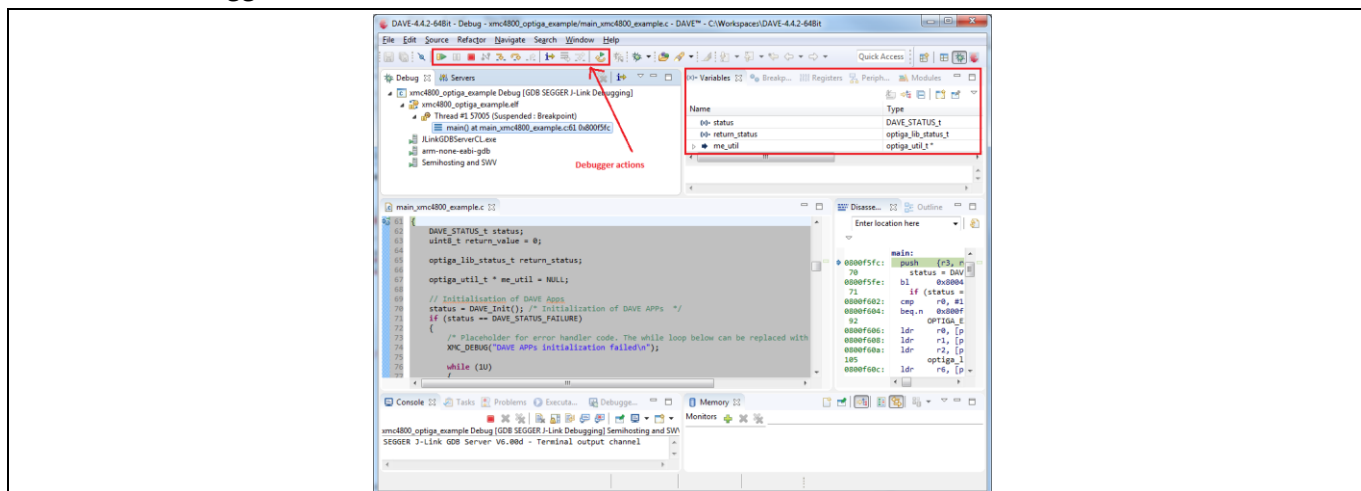 DAVE-4.4.2-64Bit - Debug - xmc4800_optiga_example/main_xmc4800_example.c - DAVE™ - C:\Workspaces\DAVE-4.4.2-64Bit
File Edit Source Refactor Navigate Search Window Help
Quick Access
Debug Servers
xmc4800_optiga_example Debug [GDB SEGGER J-Link Debugging]
xmc4800_optiga_example.elf
Thread #1 57005 (Suspended : Breakpoint)
main() at main_xmc4800_example.c:61 0x800f5fc
JLinkGDBServerCL.exe
arm-none-eabi-gdb
Semihosting and SWV
Debugger actions
(x)= Variables Breakp... Registers Periph... Modules
Name Type
(x)= status DAVE_STATUS_t
(x)= return_status optiga_lib_status_t
me_util optiga_util_t *
main_xmc4800_example.c
61 {
62 DAVE_STATUS_t status;
63 uint8_t return_value = 0;
64
65 optiga_lib_status_t return_status;
66
67 optiga_util_t * me_util = NULL;
68
69 // Initialisation of DAVE Apps
70 status = DAVE_Init(); /* Initialization of DAVE APPs */
71 if (status == DAVE_STATUS_FAILURE)
72 {
73 /* Placeholder for error handler code. The while loop below can be replaced with
74 XMC_DEBUG("DAVE APPs initialization failed\n");
75
76 while (1U)
77 {
Disasse... Outline
Enter location here
main:
0800f5fc: push {r3, r
70 status = DAV
0800f5fe: bl 0x8004
71 if (status =
0800f602: cmp r0, #1
0800f604: beq.n 0x800f
92 OPTIGA_E
0800f606: ldr r0, [p
0800f608: ldr r1, [p
0800f60a: ldr r2, [p
105 optiga_l
0800f60c: ldr r6, [p
Console Tasks Problems Executa... Debugge...
xmc4800_optiga_example Debug [GDB SEGGER J-Link Debugging] Semihosting and SWV
SEGGER J-Link GDB Server V6.00d - Terminal output channel
Memory
Monitors